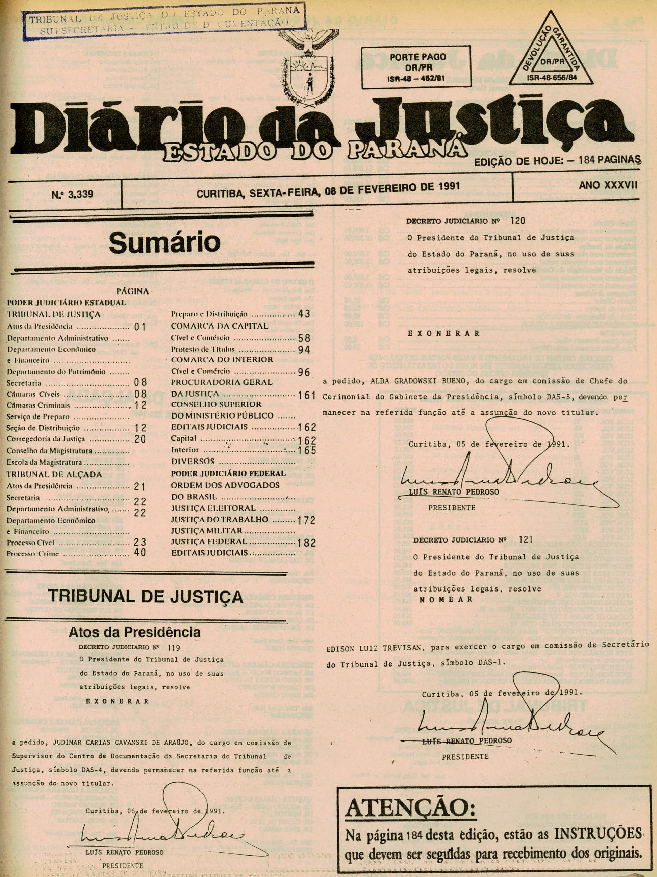 TRIBUNAL DE JUSTIÇA DO ESTADO DO PARANÁ
SUBSECRETARIA -
PORTE PAGO
DR/PR
ISR-48 - 462/81
DEVOLUÇÃO
GARANTIDA
DR/PR
ISR-48-656/84
Diário da Justiça
ESTADO DO PARANÁ
EDIÇÃO DE HOJE: - 184 PAGINAS
N.º 3.339
CURITIBA, SEXTA-FEIRA, 08 DE FEVEREIRO DE 1991
ANO XXXVII
Sumário
PÁGINA
PODER JUDICIÁRIO ESTADUAL
TRIBUNAL DE JUSTIÇA
Atos da Presidência ................ 01
Departamento Administrativo ......
Departamento Econômico
e Financeiro ........................
Departamento do Patrimônio ......
Secretaria ........................ 08
Câmaras Cíveis .................. 08
Câmaras Criminais .............. 12
Serviço de Preparo ................
Seção de Distribuição ............ 12
Corregedoria da Justiça .......... 20
Conselho da Magistratura ..........
Escola da Magistratura ............
TRIBUNAL DE ALÇADA
Atos da Presidência .............. 21
Secretaria ........................ 22
Departamento Administrativo, ...... 22
Departamento Econômico
e Financeiro ........................
Processo Cível .................... 23
Processo Crime .................. 40
Preparo e Distribuição ............ 43
COMARCA DA CAPITAL
Cível e Comércio .................. 58
Protesto de Títulos ................ 94
COMARCA DO INTERIOR
Cível e Comércio .................. 96
PROCURADORIA GERAL
DA JUSTIÇA ...................... 161
CONSELHO SUPERIOR
DO MINISTÉRIO PÚBLICO ......
EDITAIS JUDICIAIS .............. 162
Capital ............................ 162
Interior ............................ 165
DIVERSOS ........................
PODER JUDICIÁRIO FEDERAL
ORDEM DOS ADVOGADOS
DO BRASIL ........................
JUSTIÇA ELEITORAL ............
JUSTIÇA DO TRABALHO ........ 172
JUSTIÇA MILITAR ................
JUSTIÇA FEDERAL .............. 182
EDITAIS JUDICIAIS ..............
TRIBUNAL DE JUSTIÇA
Atos da Presidência
DECRETO JUDICIARIO Nº 119
O Presidente do Tribunal de Justiça
do Estado do Paraná, no uso de suas
atribuições legais, resolve
E X O N E R A R
a pedido, JUDIMAR CARIAS CAVANSKI DE ARAÚJO, do cargo em comissão de
Supervisor do Centro de Documentação da Secretaria do Tribunal de
Justiça, símbolo DAS-4, devendo permanecer na referida função até a
assunção do novo titular.
Curitiba, 05 de fevereiro de 1991.
LUÍS RENATO PEDROSO
PRESIDENTE
DECRETO JUDICIARIO Nº 120
O Presidente do Tribunal de Justiça
do Estado do Paraná, no uso de suas
atribuições legais, resolve
E X O N E R A R
a pedido, ALDA GRADOWSKI BUENO, do cargo em comissão de Chefe do
Cerimonial do Gabinete da Presidência, símbolo DAS-5, devendo per
manecer na referida função até a assunção do novo titular.
Curitiba, 05 de fevereiro de 1991.
LUÍS RENATO PEDROSO
PRESIDENTE
DECRETO JUDICIARIO Nº 121
O Presidente do Tribunal de Justiça
do Estado do Paraná, no uso de suas
atribuições legais, resolve
N O M E A R
EDISON LUIZ TREVISAN, para exercer o cargo em comissão de Secretário
do Tribunal de Justiça, símbolo DAS-1.
Curitiba, 05 de fevereiro de 1991.
LUÍS RENATO PEDROSO
PRESIDENTE
ATENÇÃO:
Na página 184 desta edição, estão as INSTRUÇÕES
que devem ser seguidas para recebimento dos originais.